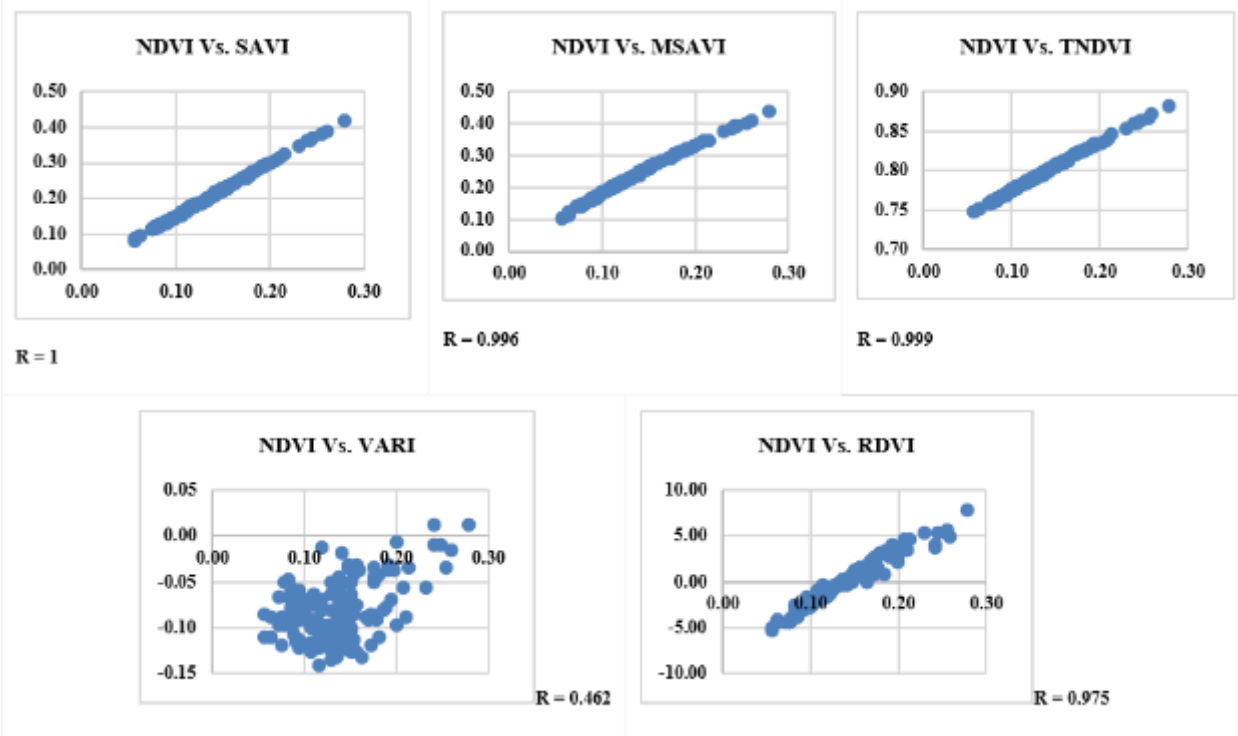 NDVI Vs. SAVI
0.50
0.40
0.30
0.20
0.10
0.00
0.00 0.10 0.20 0.30
R = 1
NDVI Vs. MSAVI
0.50
0.40
0.30
0.20
0.10
0.00
0.00 0.10 0.20 0.30
R = 0.996
NDVI Vs. TNDVI
0.90
0.85
0.80
0.75
0.70
0.00 0.10 0.20 0.30
R = 0.999
NDVI Vs. VARI
0.05
0.00
0.00 0.10 0.20 0.30
-0.05
-0.10
-0.15
R = 0.462
NDVI Vs. RDVI
10.00
5.00
0.00
0.00 0.10 0.20 0.30
-5.00
-10.00
R = 0.975